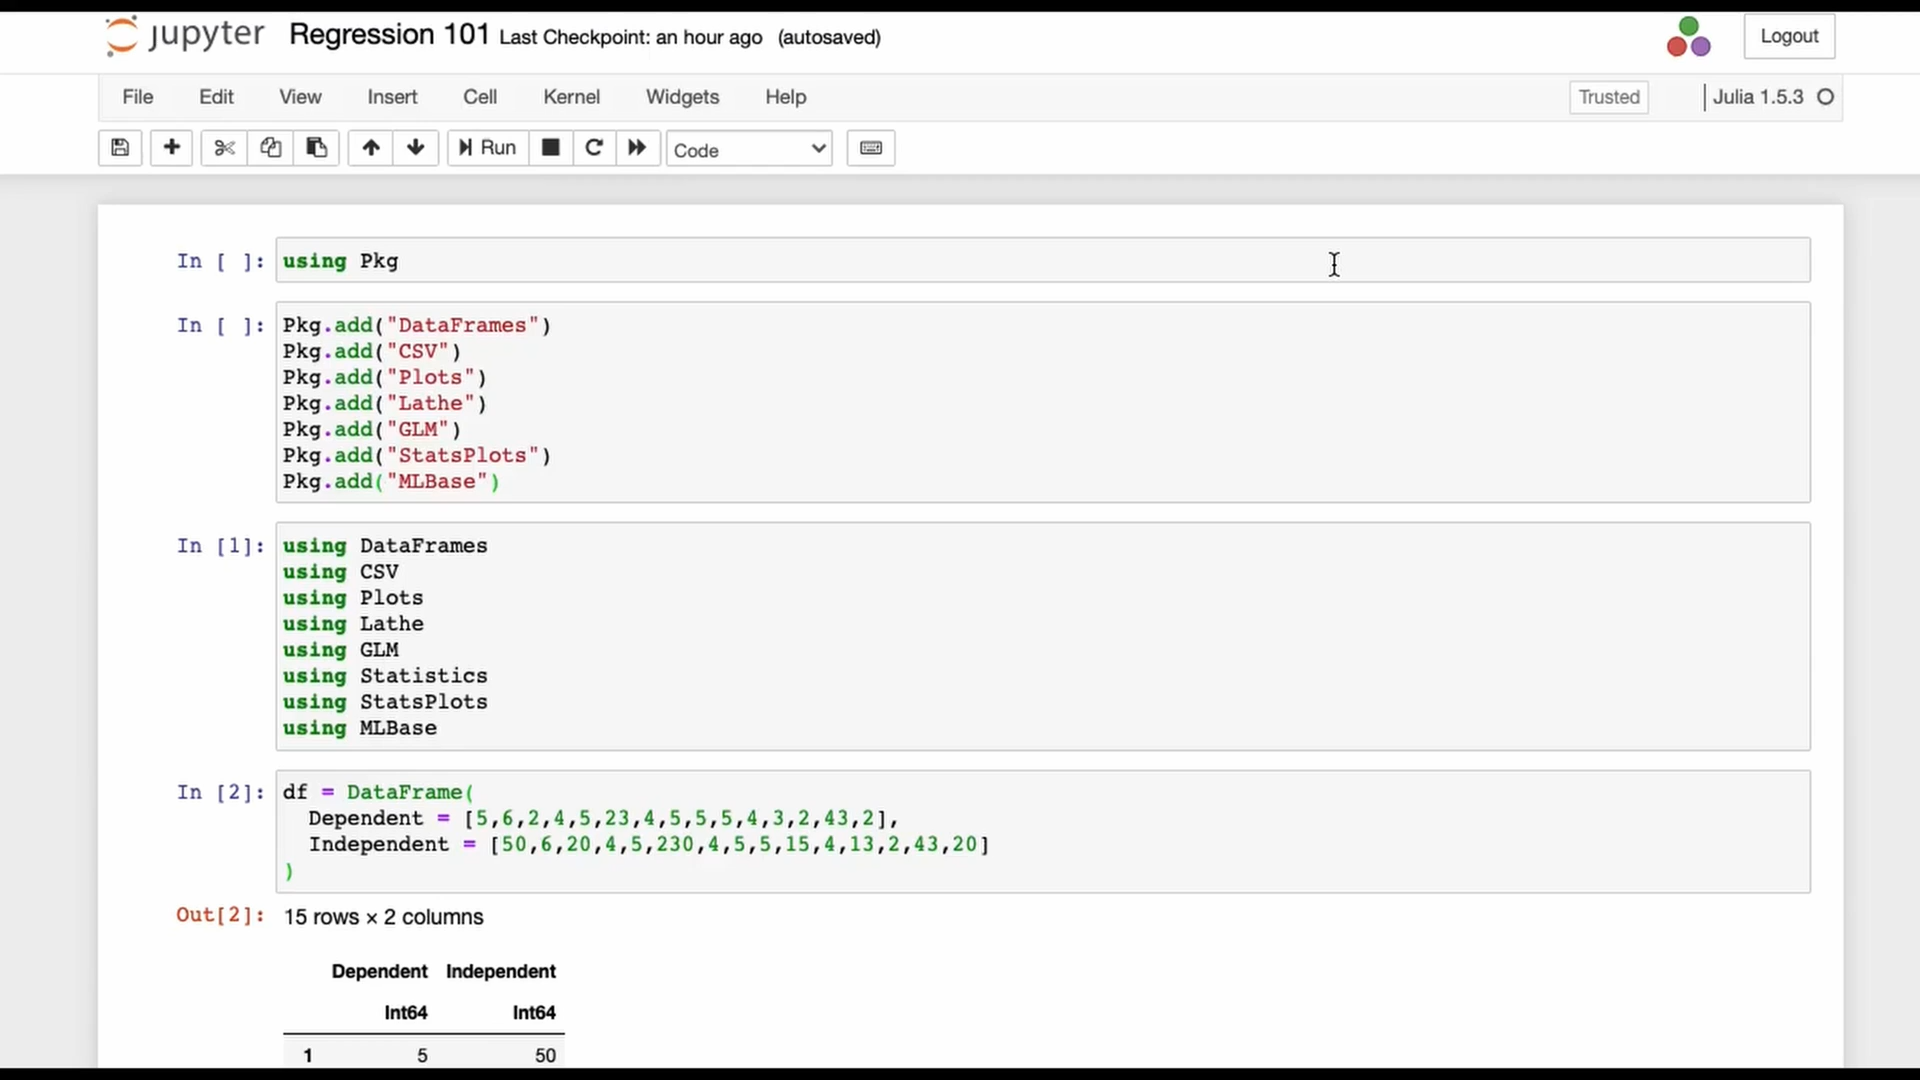 jupyter Regression 101 Last Checkpoint: an hour ago (autosaved) Logout
File Edit View Insert Cell Kernel Widgets Help Trusted Julia 1.5.3
Run Code
In [ ]: using Pkg
In [ ]: Pkg.add("DataFrames")
Pkg.add("CSV")
Pkg.add("Plots")
Pkg.add("Lathe")
Pkg.add("GLM")
Pkg.add("StatsPlots")
Pkg.add("MLBase")
In [1]: using DataFrames
using CSV
using Plots
using Lathe
using GLM
using Statistics
using StatsPlots
using MLBase
In [2]: df = DataFrame(
Dependent = [5,6,2,4,5,23,4,5,5,5,4,3,2,43,2],
Independent = [50,6,20,4,5,230,4,5,5,15,4,13,2,43,20]
)
Out[2]: 15 rows × 2 columns
Dependent Independent
Int64 Int64
1 5 50